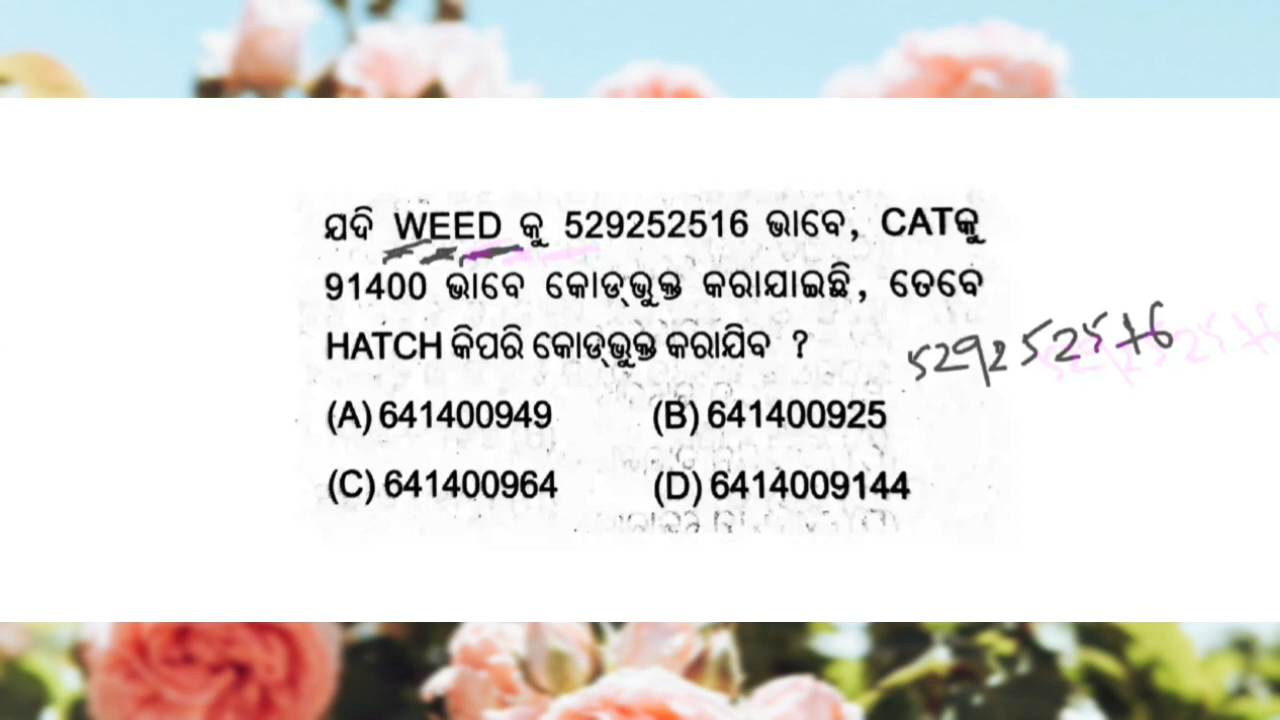 ଯଦି WEED କୁ 529252516 ଭାବେ, CATକୁ
91400 ଭାବେ କୋଡ୍‌ଭୁକ୍ତ କରାଯାଇଛି, ତେବେ
HATCH କିପରି କୋଡ୍‌ଭୁକ୍ତ କରାଯିବ ?
529252516
(A) 641400949 (B) 641400925
(C) 641400964 (D) 6414009144